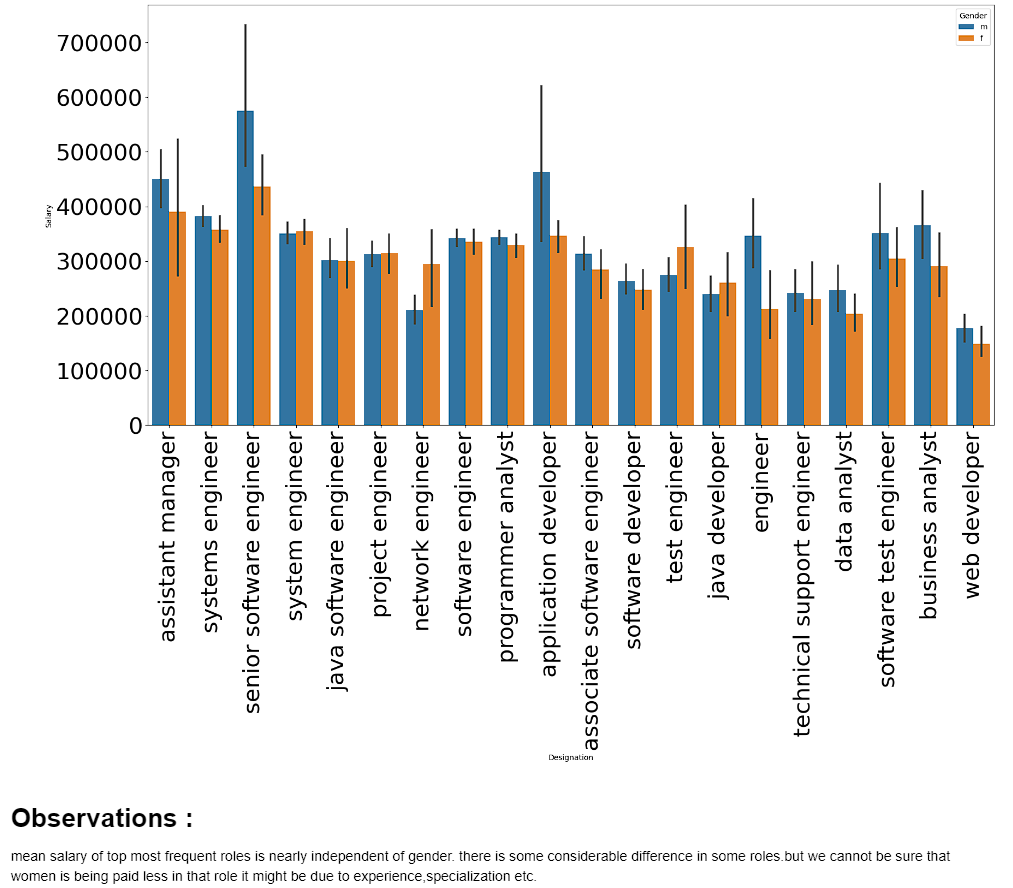 Gender
m
f
700000
600000
500000
400000
300000
200000
100000
0
Salary
assistant manager
systems engineer
senior software engineer
system engineer
java software engineer
project engineer
network engineer
software engineer
programmer analyst
application developer
associate software engineer
software developer
test engineer
java developer
engineer
technical support engineer
data analyst
software test engineer
business analyst
web developer
Designation
Observations :
mean salary of top most frequent roles is nearly independent of gender. there is some considerable difference in some roles.but we cannot be sure that
women is being paid less in that role it might be due to experience,specialization etc.